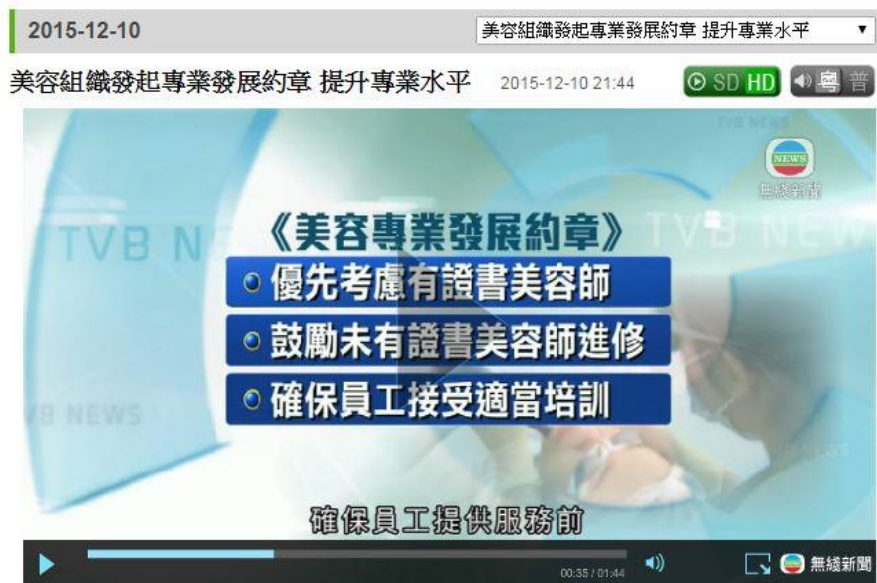 2015-12-10
美容組織發起專業發展約章 提升專業水平
美容組織發起專業發展約章 提升專業水平 2015-12-10 21:44 SD HD 粵 普
TVB NEWS
NEWS
無綫新聞
TVB N
TVB NEW
《美容專業發展約章》
優先考慮有證書美容師
鼓勵未有證書美容師進修
確保員工接受適當培訓
VB NEWS
確保員工提供服務前
00:35 / 01:44 無綫新聞